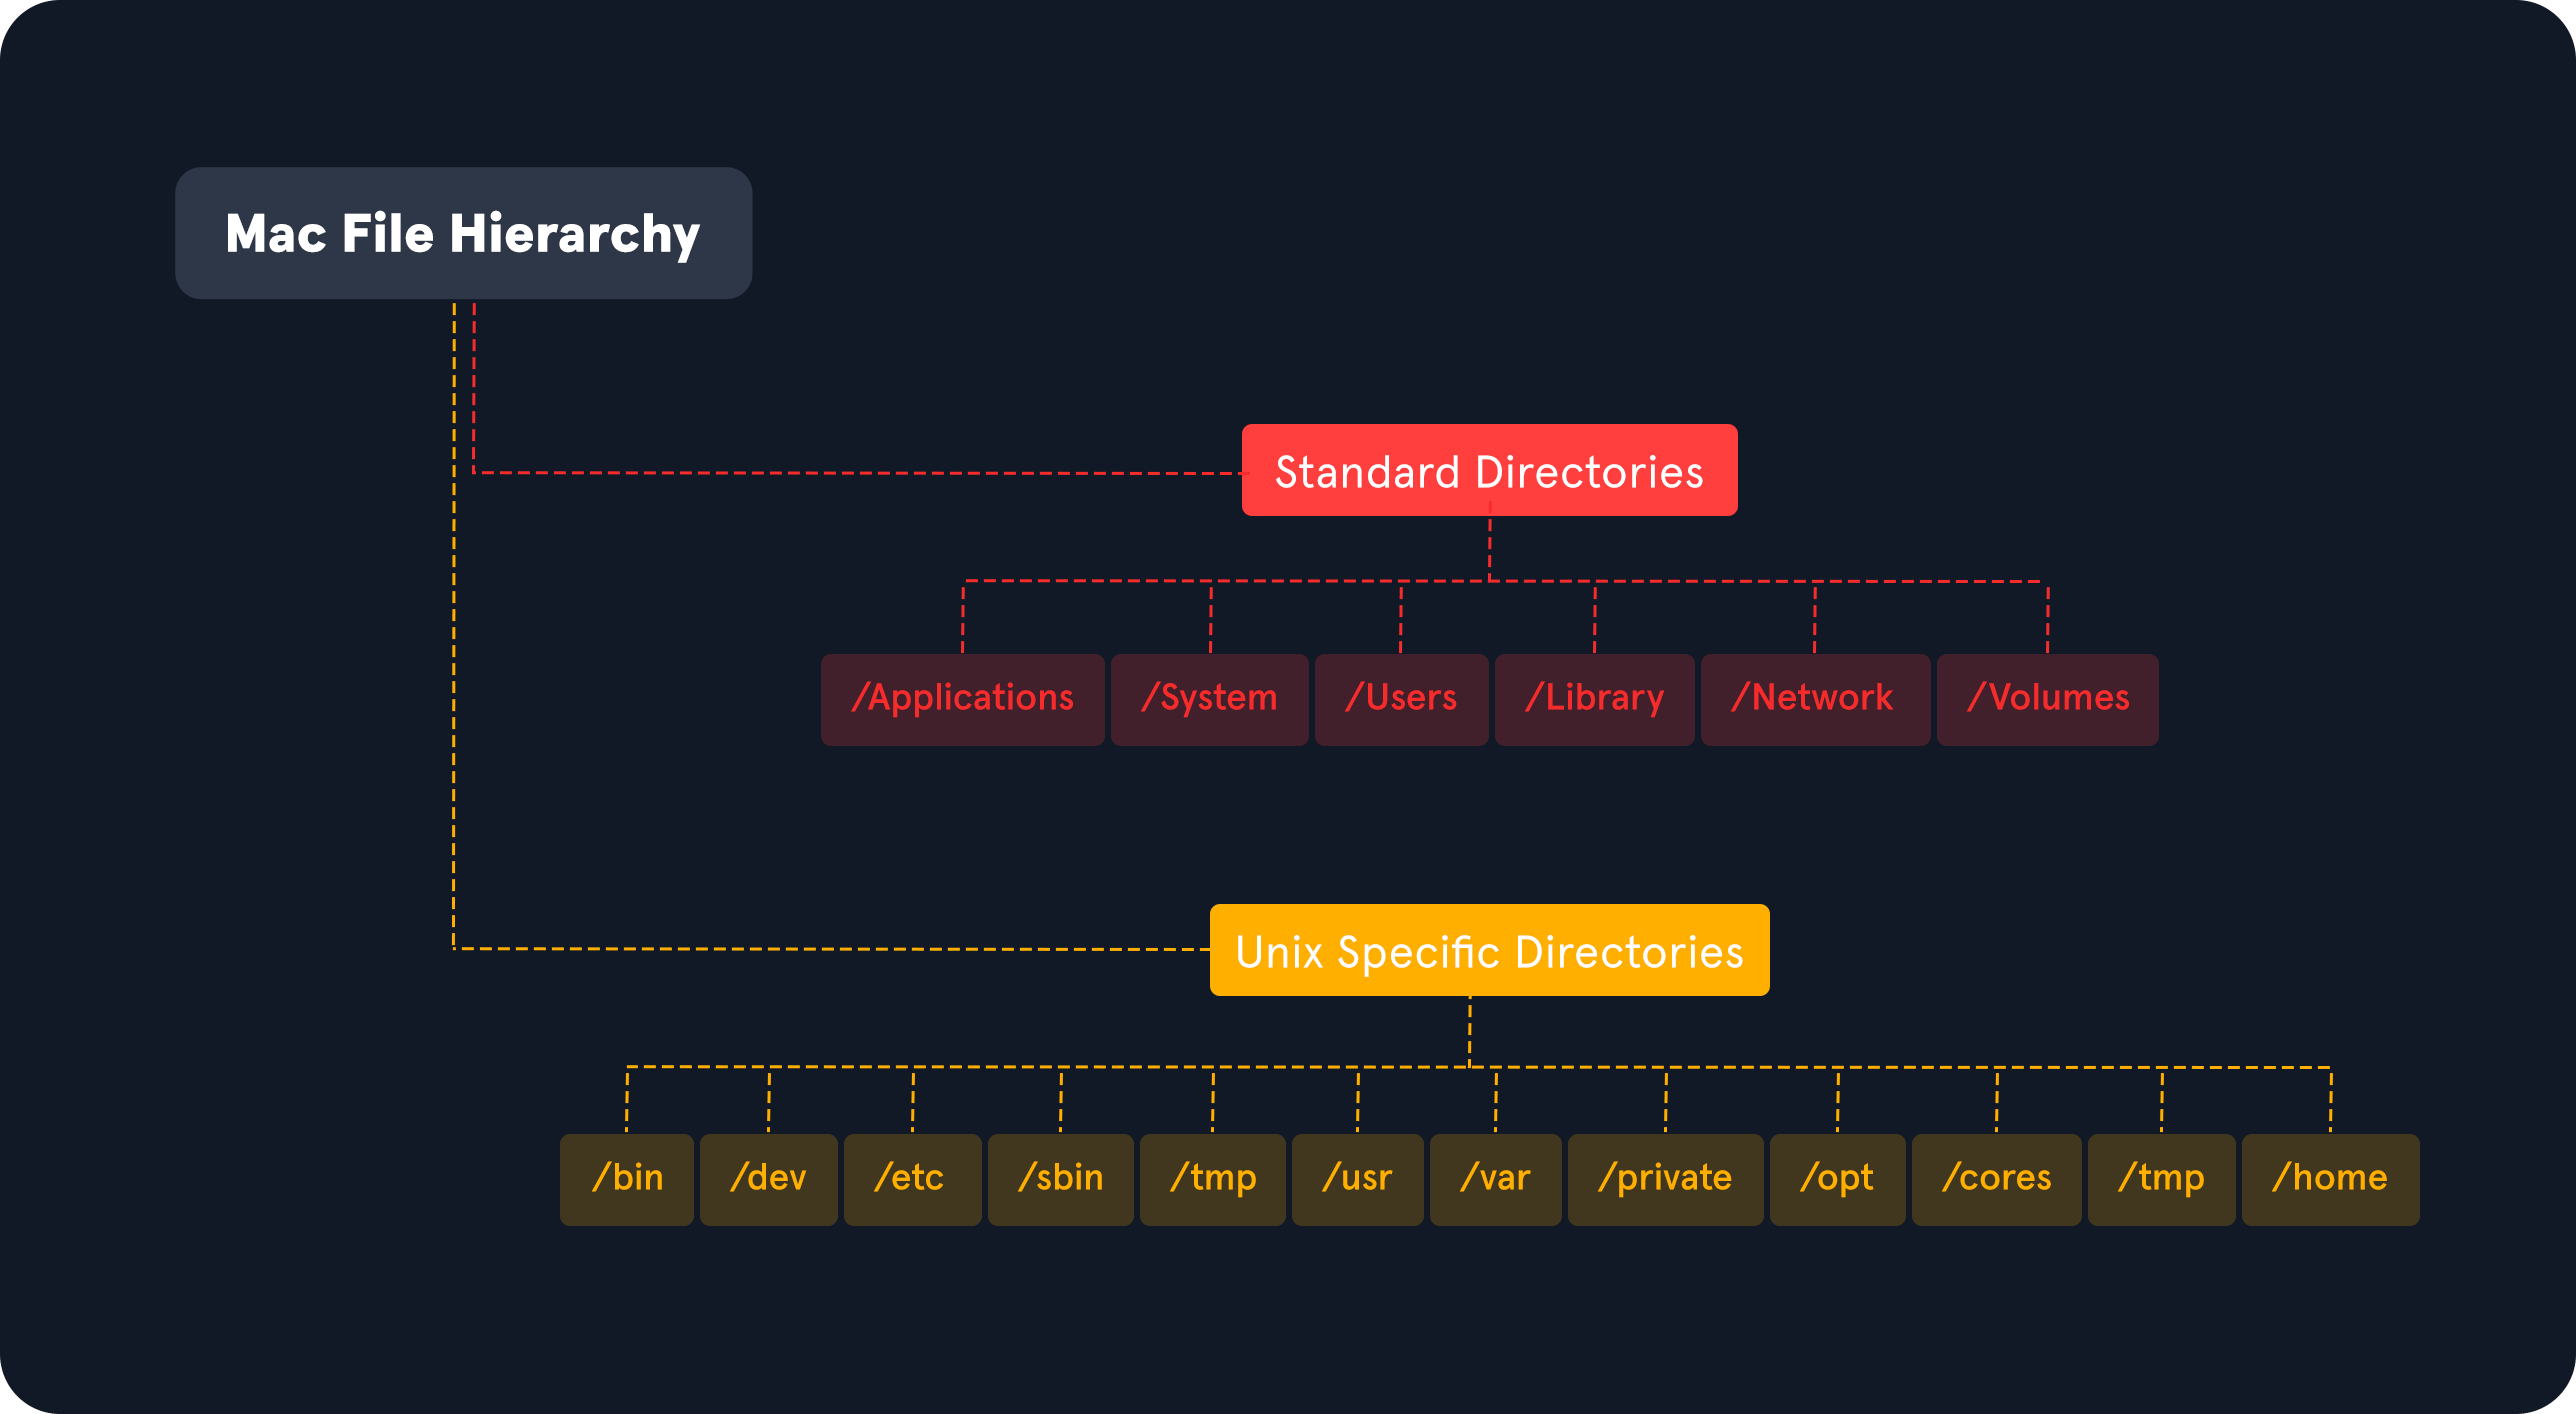 Mac File Hierarchy
Standard Directories
/Applications
/System
/Users
/Library
/Network
/Volumes
Unix Specific Directories
/bin
/dev
/etc
/sbin
/tmp
/usr
/var
/private
/opt
/cores
/tmp
/home